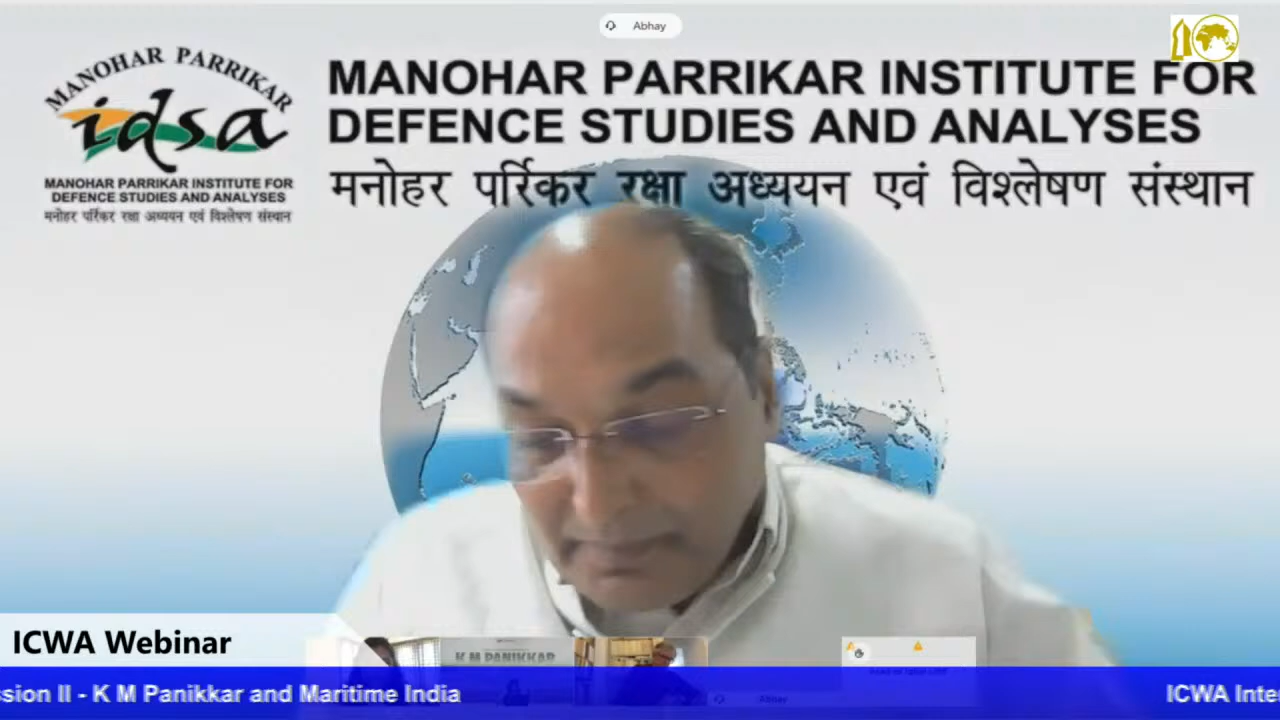 Abhay
MANOHAR PARRIKAR
idsa
MANOHAR PARRIKAR INSTITUTE FOR
DEFENCE STUDIES AND ANALYSES
मनोहर पर्रिकर रक्षा अध्ययन एवं विश्लेषण संस्थान
MANOHAR PARRIKAR INSTITUTE FOR
DEFENCE STUDIES AND ANALYSES
मनोहर पर्रिकर रक्षा अध्ययन एवं विश्लेषण संस्थान
ICWA Webinar
K M PANIKKAR
Abhay
ssion II - K M Panikkar and Maritime India
ICWA Inte